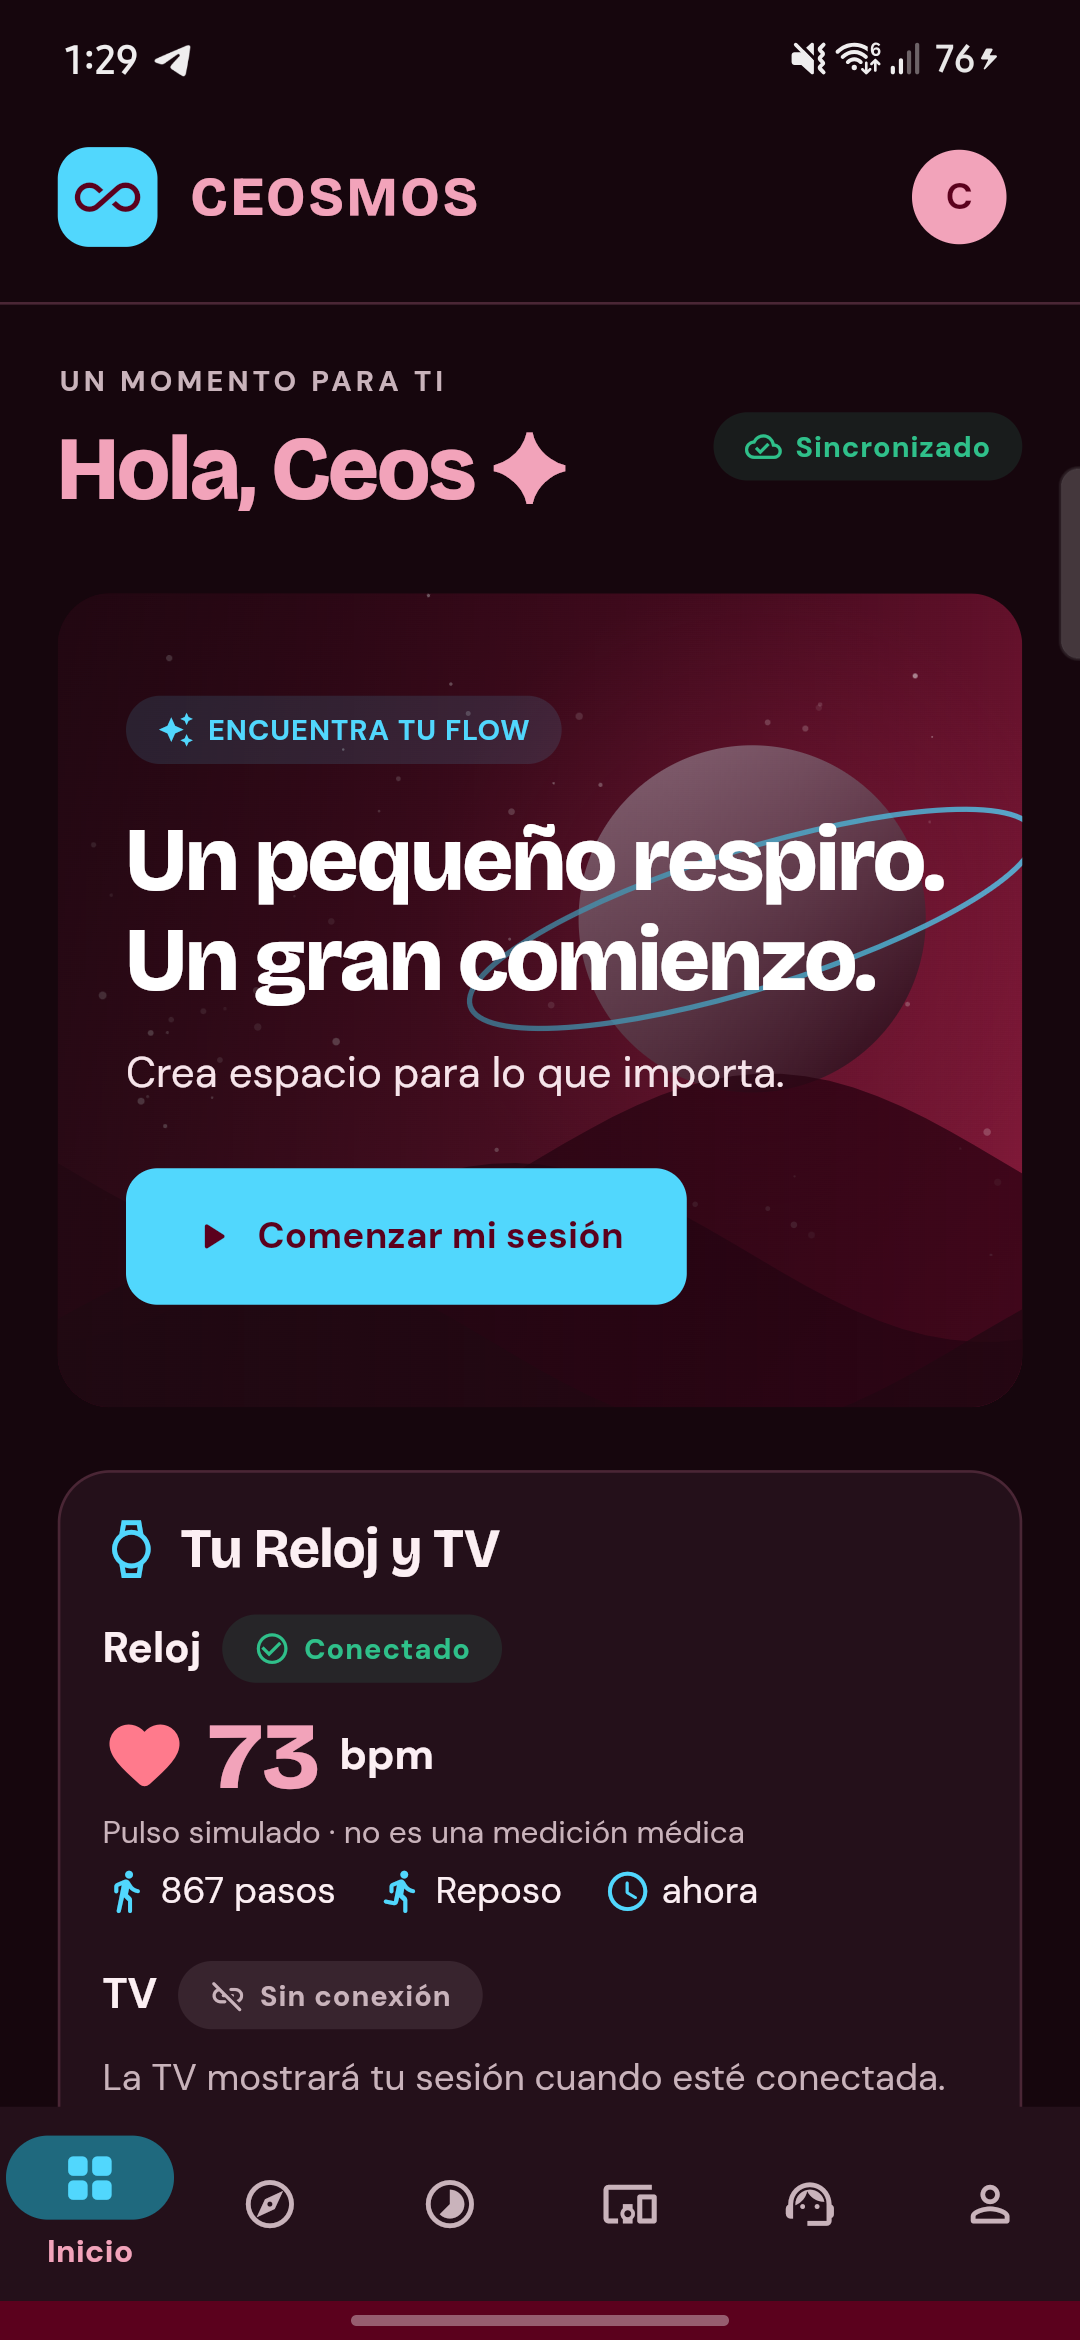 1:29
6
76
CEOSMOS
C
UN MOMENTO PARA TI
Hola, Ceos
Sincronizado
ENCUENTRA TU FLOW
Un pequeño respiro.
Un gran comienzo.
Crea espacio para lo que importa.
Comenzar mi sesión
Tu Reloj y TV
Reloj
Conectado
73 bpm
Pulso simulado · no es una medición médica
867 pasos
Reposo
ahora
TV
Sin conexión
La TV mostrará tu sesión cuando esté conectada.
Inicio